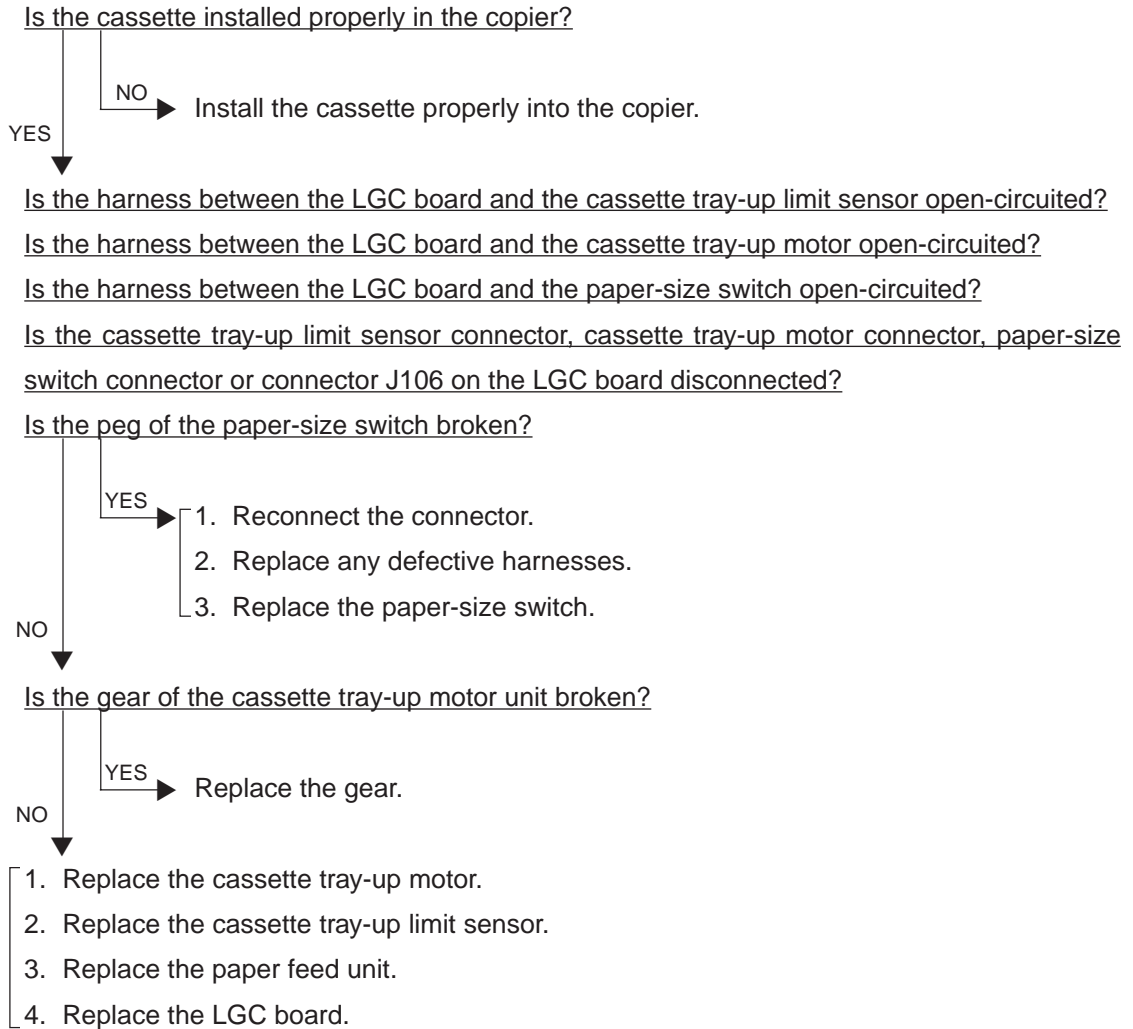 Is the cassette installed properly in the copier?
NO
Install the cassette properly into the copier.
YES
Is the harness between the LGC board and the cassette tray-up limit sensor open-circuited?
Is the harness between the LGC board and the cassette tray-up motor open-circuited?
Is the harness between the LGC board and the paper-size switch open-circuited?
Is the cassette tray-up limit sensor connector, cassette tray-up motor connector, paper-size
switch connector or connector J106 on the LGC board disconnected?
Is the peg of the paper-size switch broken?
YES
1. Reconnect the connector.
2. Replace any defective harnesses.
3. Replace the paper-size switch.
NO
Is the gear of the cassette tray-up motor unit broken?
YES
Replace the gear.
NO
1. Replace the cassette tray-up motor.
2. Replace the cassette tray-up limit sensor.
3. Replace the paper feed unit.
4. Replace the LGC board.